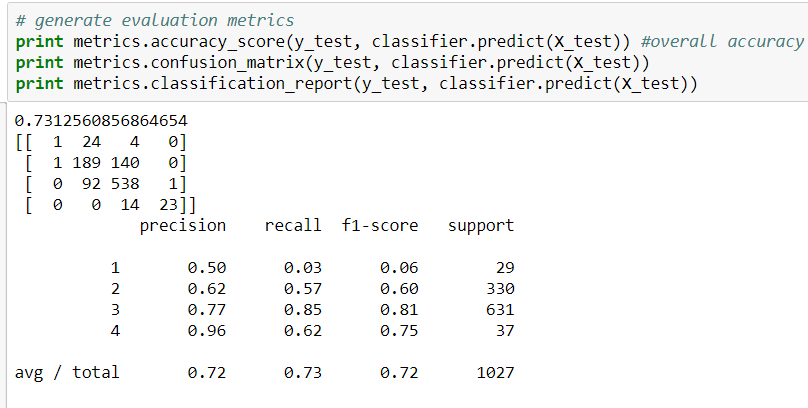 # generate evaluation metrics
print metrics.accuracy_score(y_test, classifier.predict(X_test)) #overall accuracy
print metrics.confusion_matrix(y_test, classifier.predict(X_test))
print metrics.classification_report(y_test, classifier.predict(X_test))
0.7312560856864654
[[  1  24   4   0]
 [  1 189 140   0]
 [  0  92 538   1]
 [  0   0  14  23]]
             precision    recall  f1-score   support

          1       0.50      0.03      0.06        29
          2       0.62      0.57      0.60       330
          3       0.77      0.85      0.81       631
          4       0.96      0.62      0.75        37

avg / total       0.72      0.73      0.72      1027